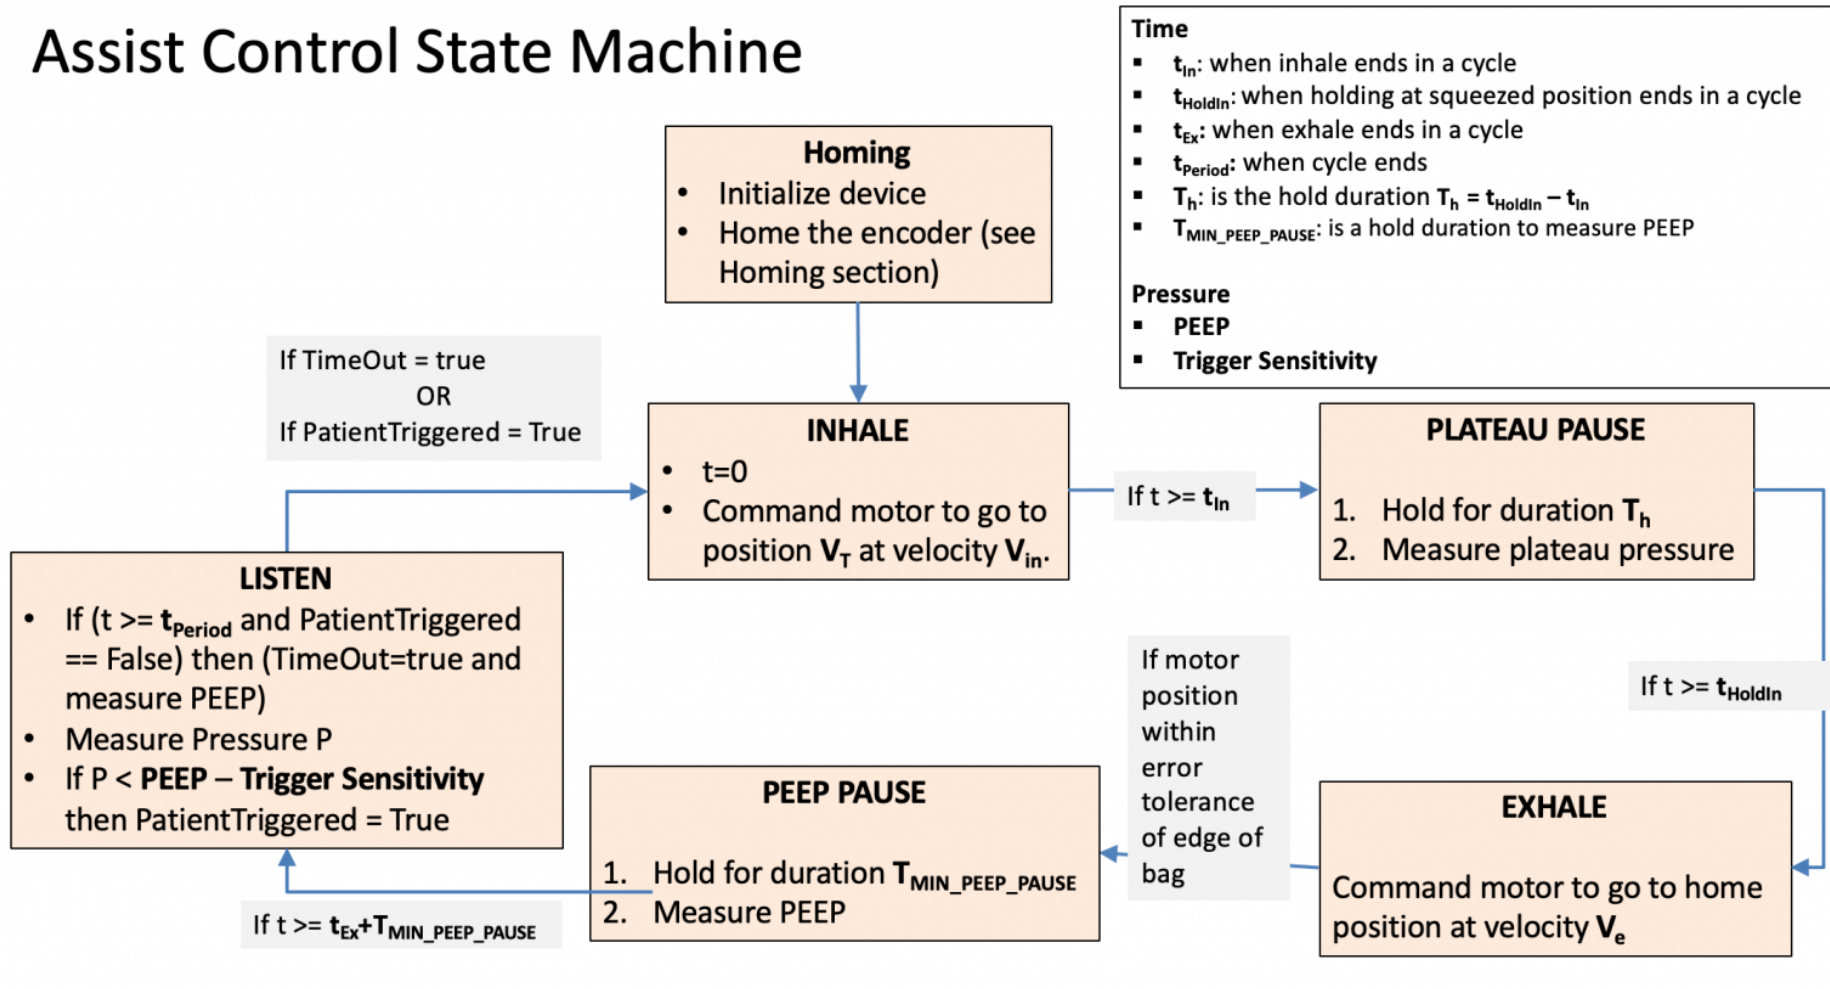 Assist Control State Machine
Time
▪ tIn: when inhale ends in a cycle
▪ tHoldIn: when holding at squeezed position ends in a cycle
▪ tEx: when exhale ends in a cycle
▪ tPeriod: when cycle ends
▪ Th: is the hold duration Th = tHoldIn – tIn
▪ TMIN_PEEP_PAUSE: is a hold duration to measure PEEP
Pressure
▪ PEEP
▪ Trigger Sensitivity
Homing
• Initialize device
• Home the encoder (see
Homing section)
If TimeOut = true
OR
If PatientTriggered = True
INHALE
• t=0
• Command motor to go to
position VT at velocity Vin.
If t >= tIn
PLATEAU PAUSE
1. Hold for duration Th
2. Measure plateau pressure
If t >= tHoldIn
EXHALE
Command motor to go to home
position at velocity Ve
If motor
position
within
error
tolerance
of edge of
bag
PEEP PAUSE
1. Hold for duration TMIN_PEEP_PAUSE
2. Measure PEEP
If t >= tEx+TMIN_PEEP_PAUSE
LISTEN
• If (t >= tPeriod and PatientTriggered
== False) then (TimeOut=true and
measure PEEP)
• Measure Pressure P
• If P < PEEP – Trigger Sensitivity
then PatientTriggered = True